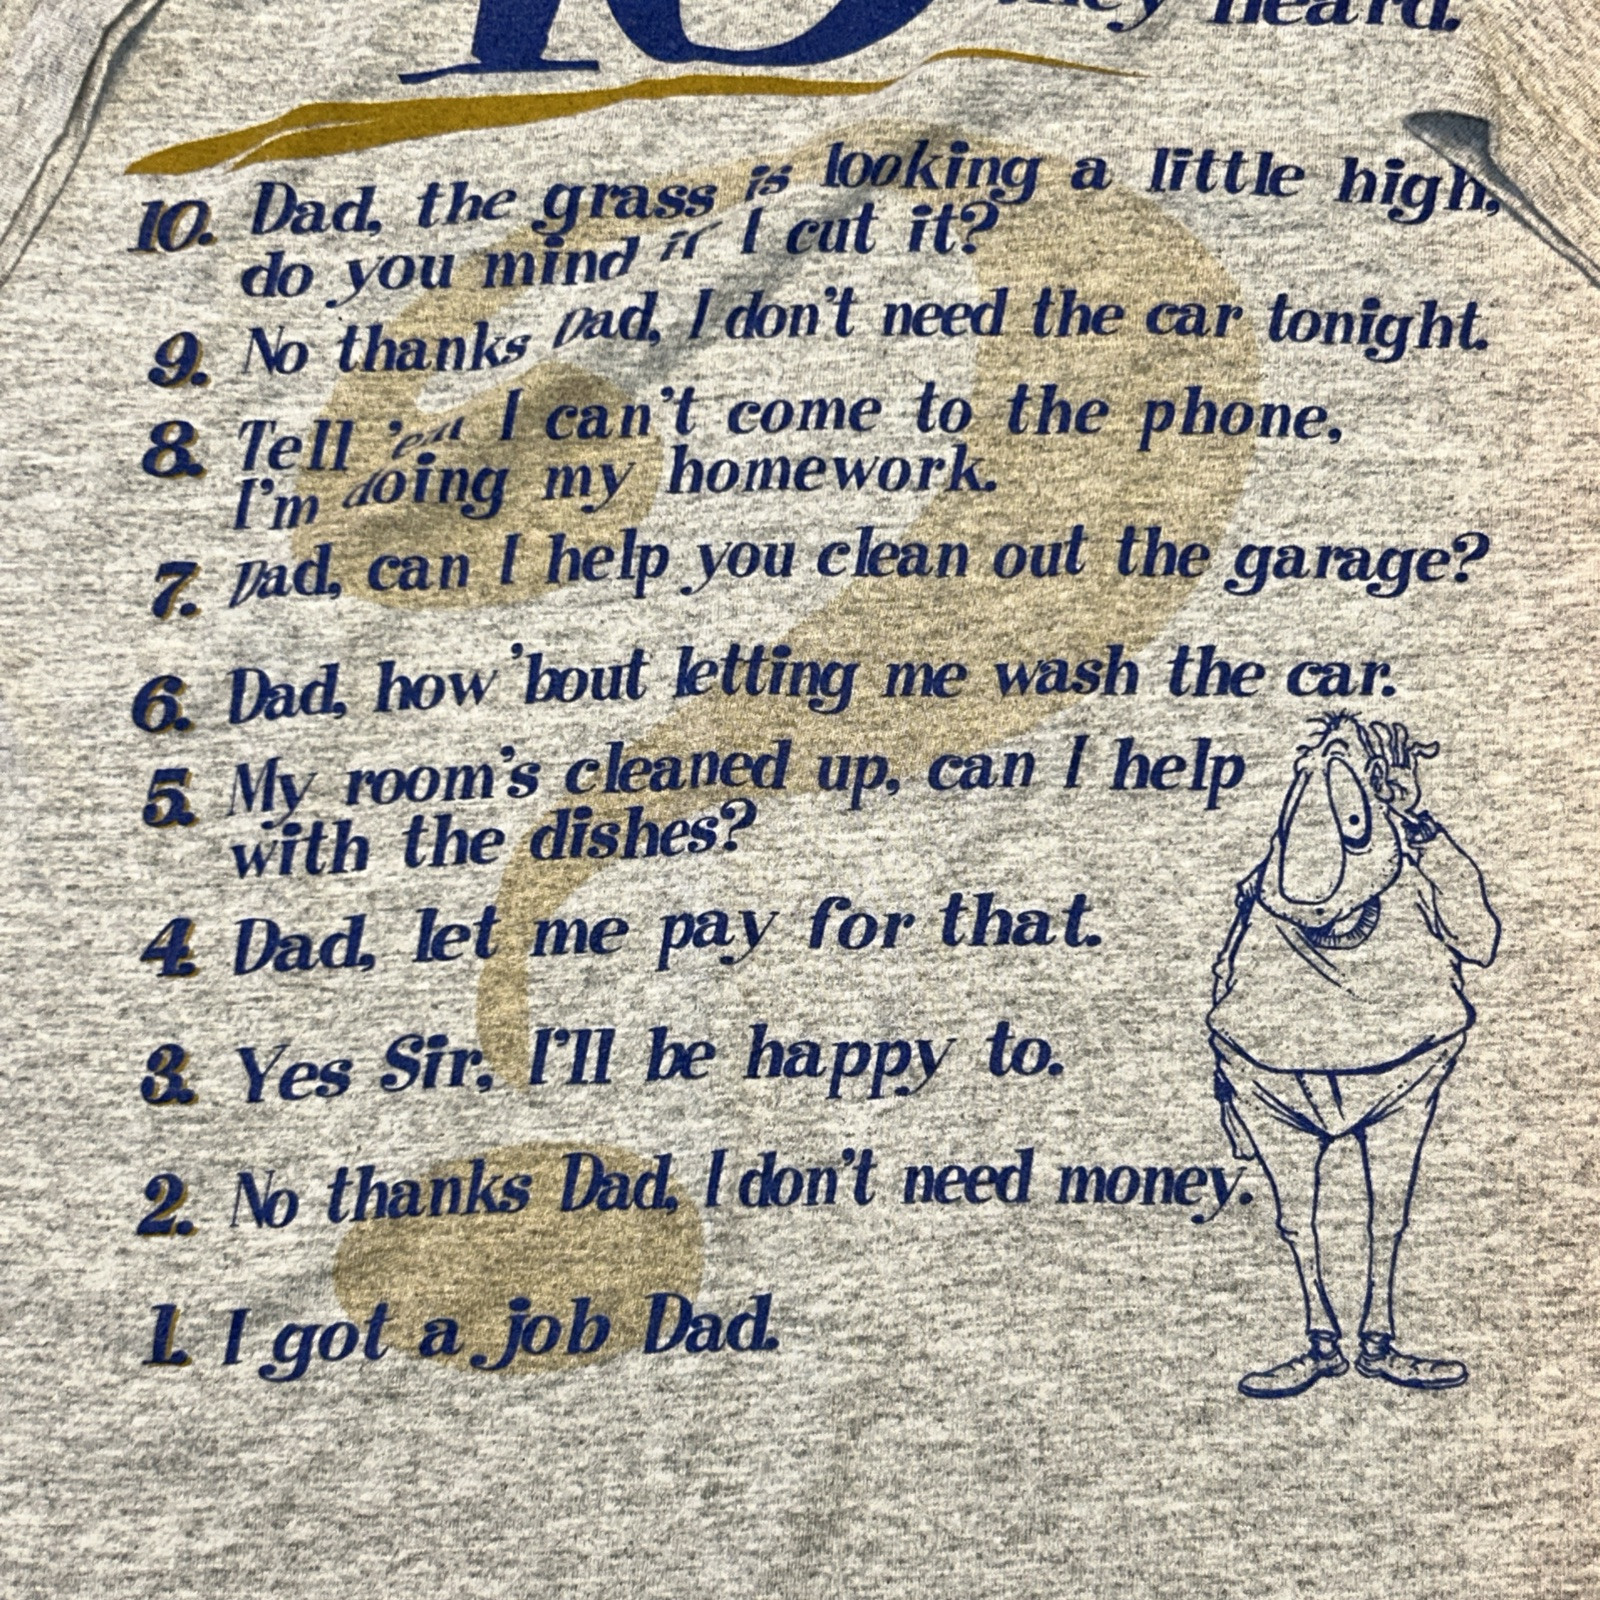 10 heard.
10. Dad, the grass is looking a little high,
do you mind if I cut it?
9. No thanks Dad, I don't need the car tonight.
8. Tell 'em I can't come to the phone,
I'm doing my homework.
7. Dad, can I help you clean out the garage?
6. Dad, how 'bout letting me wash the car.
5. My room's cleaned up, can I help
with the dishes?
4. Dad, let me pay for that.
3. Yes Sir, I'll be happy to.
2. No thanks Dad, I don't need money.
1. I got a job Dad.